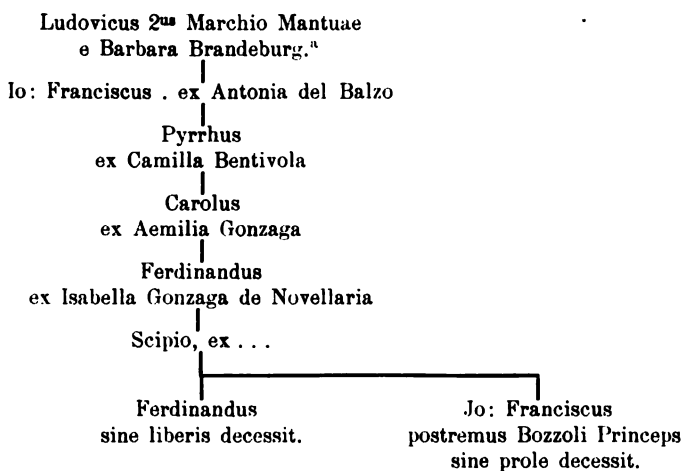 Ludovicus 2us Marchio Mantuae
e Barbara Brandeburg.a
Io: Franciscus . ex Antonia del Balzo
Pyrrhus
ex Camilla Bentivola
Carolus
ex Aemilia Gonzaga
Ferdinandus
ex Isabella Gonzaga de Novellaria
Scipio, ex . . .
Ferdinandus
sine liberis decessit.
Jo: Franciscus
postremus Bozzoli Princeps
sine prole decessit.